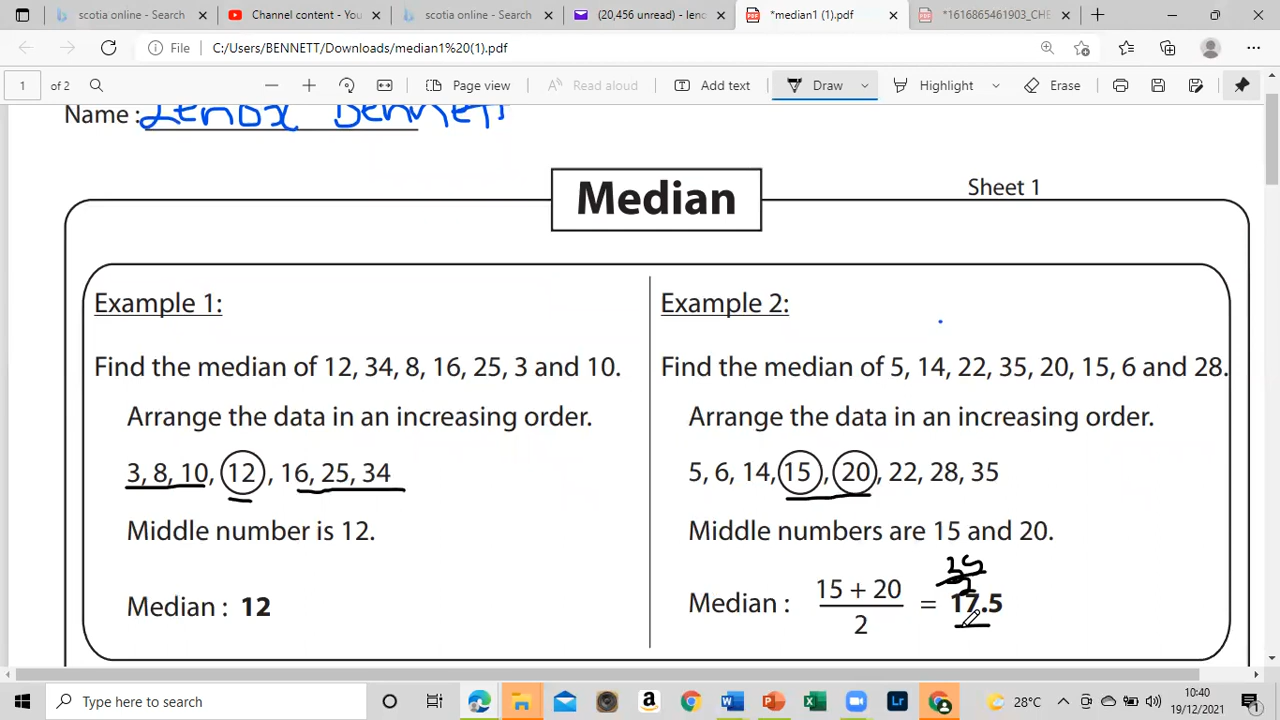 scotia online - Search
Channel content - You
scotia online - Search
(20,456 unread) - lenc
*median1 (1).pdf
*1616865461903_CHE
File
C:/Users/BENNETT/Downloads/median1%20(1).pdf
1 of 2
Page view
Read aloud
Add text
Draw
Highlight
Erase
Name : Lenox Bennett
Median
Sheet 1
Example 1:
Find the median of 12, 34, 8, 16, 25, 3 and 10.
Arrange the data in an increasing order.
3, 8, 10, 12, 16, 25, 34
Middle number is 12.
Median : 12
Example 2:
Find the median of 5, 14, 22, 35, 20, 15, 6 and 28.
Arrange the data in an increasing order.
5, 6, 14, 15, 20, 22, 28, 35
Middle numbers are 15 and 20.
35
2
Median : 15 + 20 / 2 = 17.5
Type here to search
28°C
10:40
19/12/2021
1